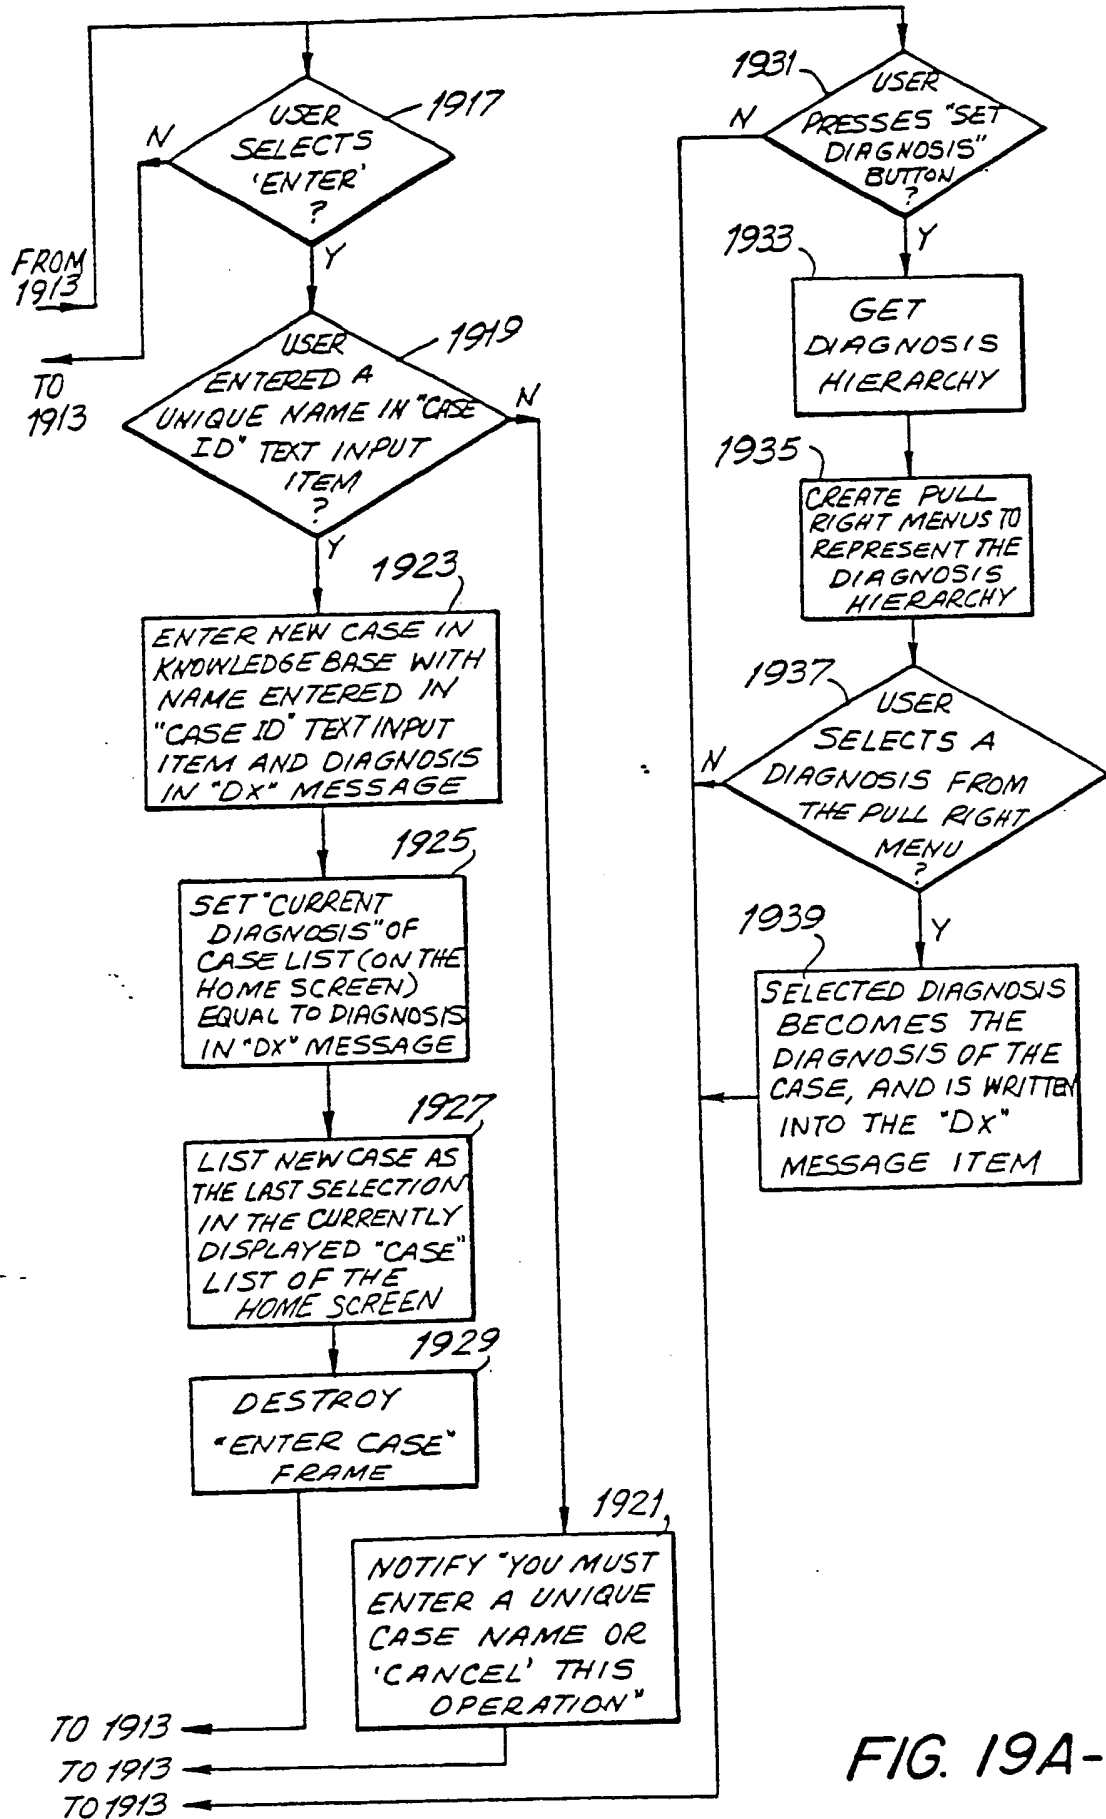 1917
USER
SELECTS
'ENTER'
?
N
Y
FROM
1913
TO
1913
1919
USER
ENTERED A
UNIQUE NAME IN "CASE
ID" TEXT INPUT
ITEM
?
N
Y
1923
ENTER NEW CASE IN
KNOWLEDGE BASE WITH
NAME ENTERED IN
"CASE ID" TEXT INPUT
ITEM AND DIAGNOSIS
IN "DX" MESSAGE
1925
SET "CURRENT
DIAGNOSIS" OF
CASE LIST (ON THE
HOME SCREEN)
EQUAL TO DIAGNOSIS
IN "DX" MESSAGE
1927
LIST NEW CASE AS
THE LAST SELECTION
IN THE CURRENTLY
DISPLAYED "CASE"
LIST OF THE
HOME SCREEN
1929
DESTROY
"ENTER CASE"
FRAME
1921
NOTIFY "YOU MUST
ENTER A UNIQUE
CASE NAME OR
'CANCEL' THIS
OPERATION"
1931
USER
PRESSES "SET
DIAGNOSIS"
BUTTON
?
N
Y
1933
GET
DIAGNOSIS
HIERARCHY
1935
CREATE PULL
RIGHT MENUS TO
REPRESENT THE
DIAGNOSIS
HIERARCHY
1937
USER
SELECTS A
DIAGNOSIS FROM
THE PULL RIGHT
MENU
?
N
Y
1939
SELECTED DIAGNOSIS
BECOMES THE
DIAGNOSIS OF THE
CASE, AND IS WRITTEN
INTO THE "DX"
MESSAGE ITEM
TO 1913
TO 1913
TO 1913
FIG. 19A-